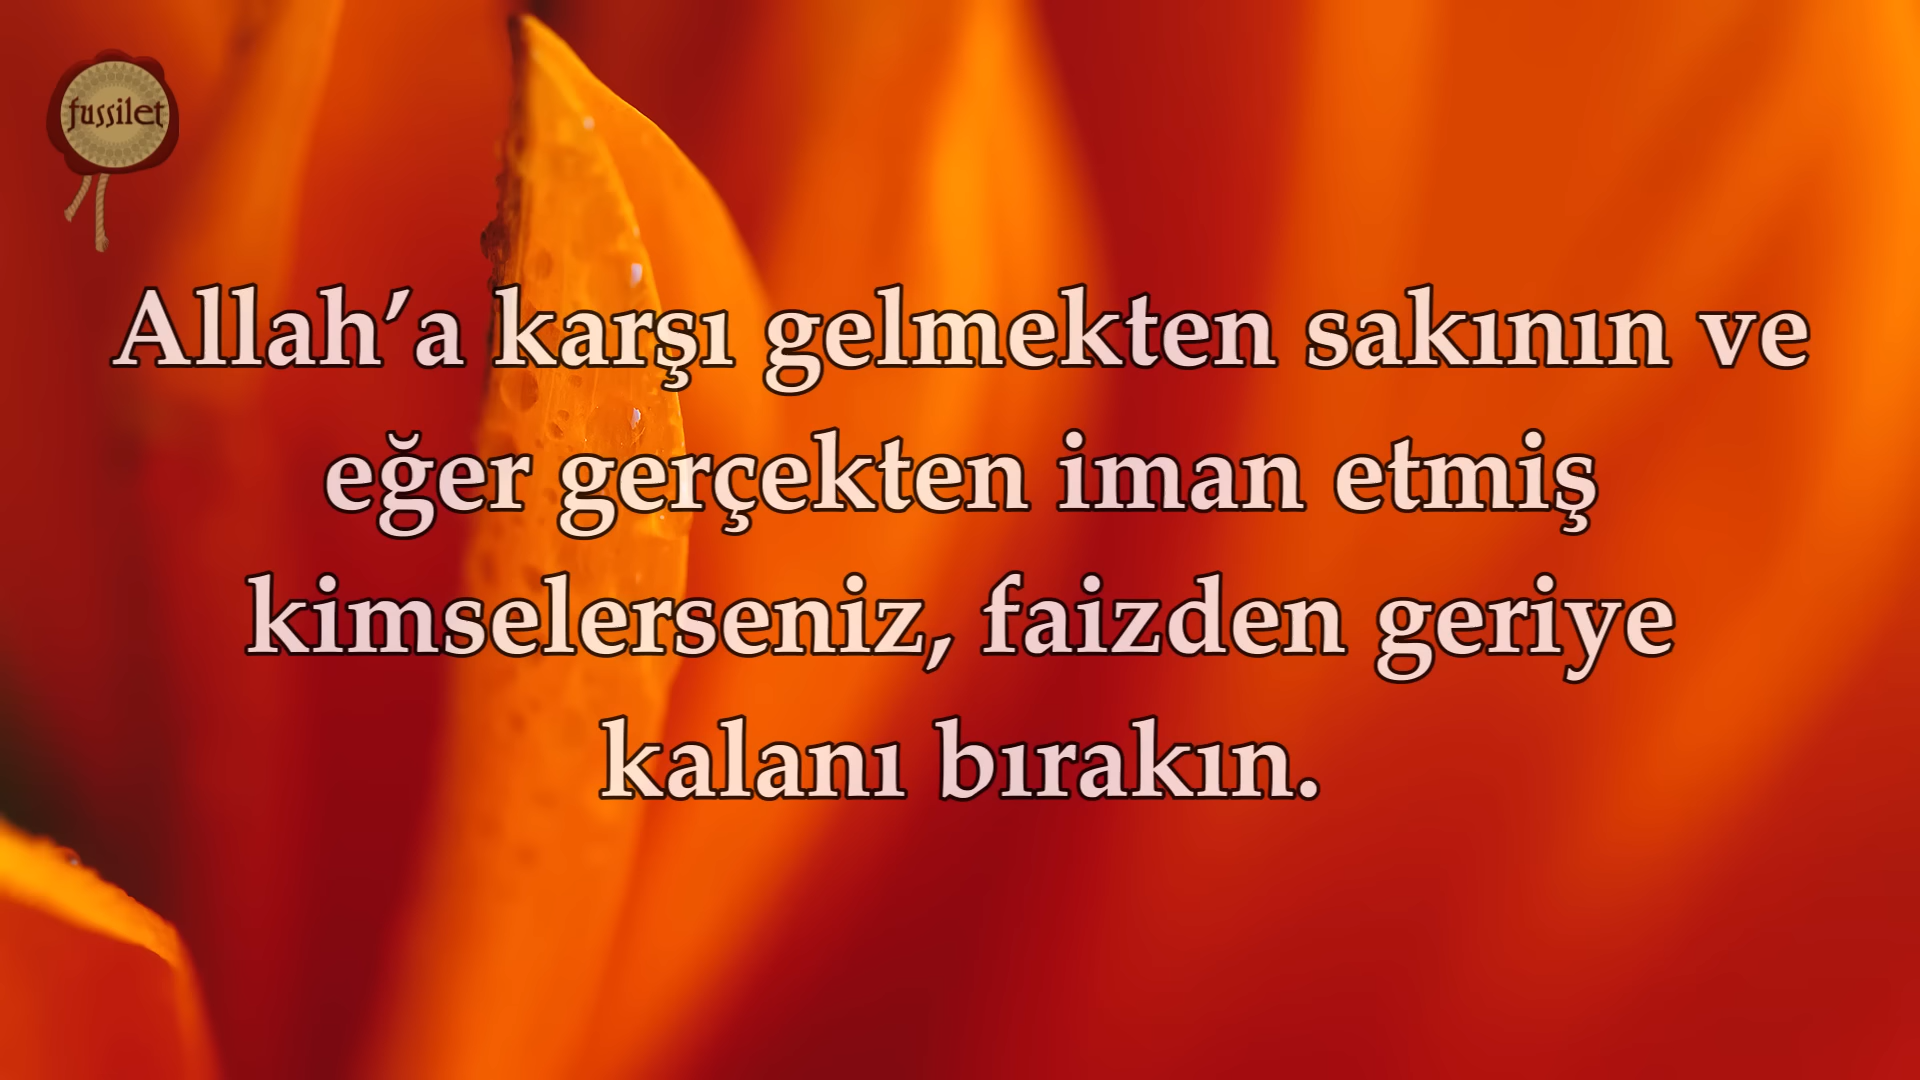 fussilet
Allah’a karşı gelmekten sakının ve
eğer gerçekten iman etmiş
kimselerseniz, faizden geriye
kalanı bırakın.